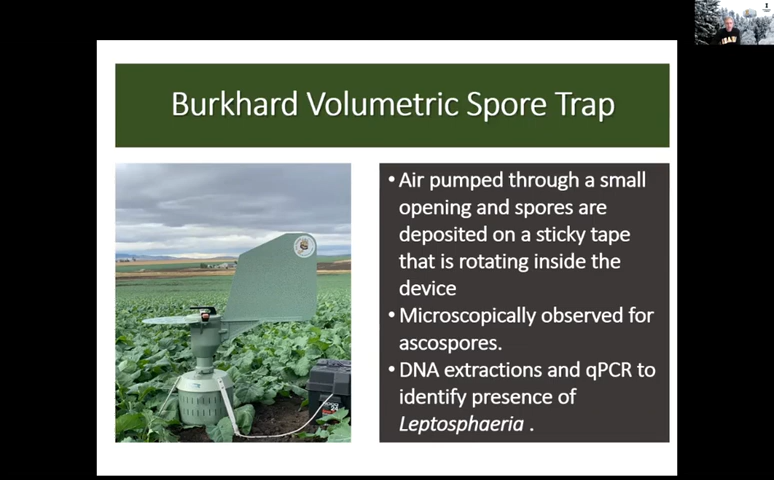 Burkhard Volumetric Spore Trap
• Air pumped through a small
opening and spores are
deposited on a sticky tape
that is rotating inside the
device
• Microscopically observed for
ascospores.
• DNA extractions and qPCR to
identify presence of
Leptosphaeria .